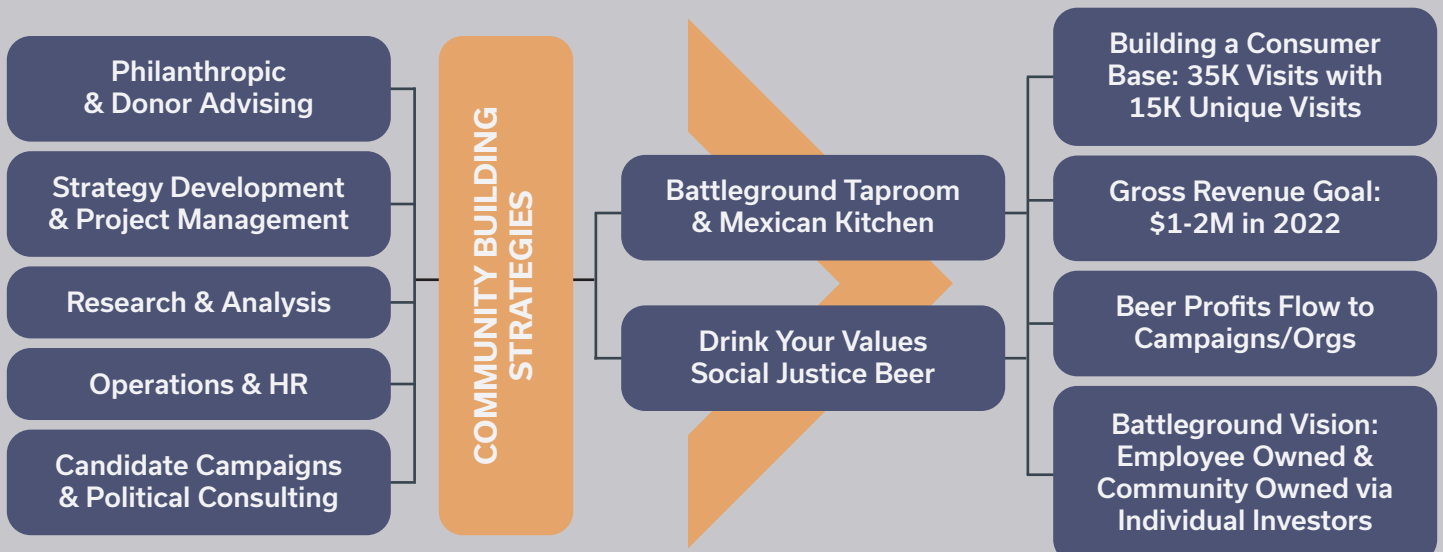 Philanthropic
& Donor Advising
Strategy Development
& Project Management
Research & Analysis
Operations & HR
Candidate Campaigns
& Political Consulting
COMMUNITY BUILDING
STRATEGIES
Battleground Taproom
& Mexican Kitchen
Drink Your Values
Social Justice Beer
Building a Consumer
Base: 35K Visits with
15K Unique Visits
Gross Revenue Goal:
$1-2M in 2022
Beer Profits Flow to
Campaigns/Orgs
Battleground Vision:
Employee Owned &
Community Owned via
Individual Investors